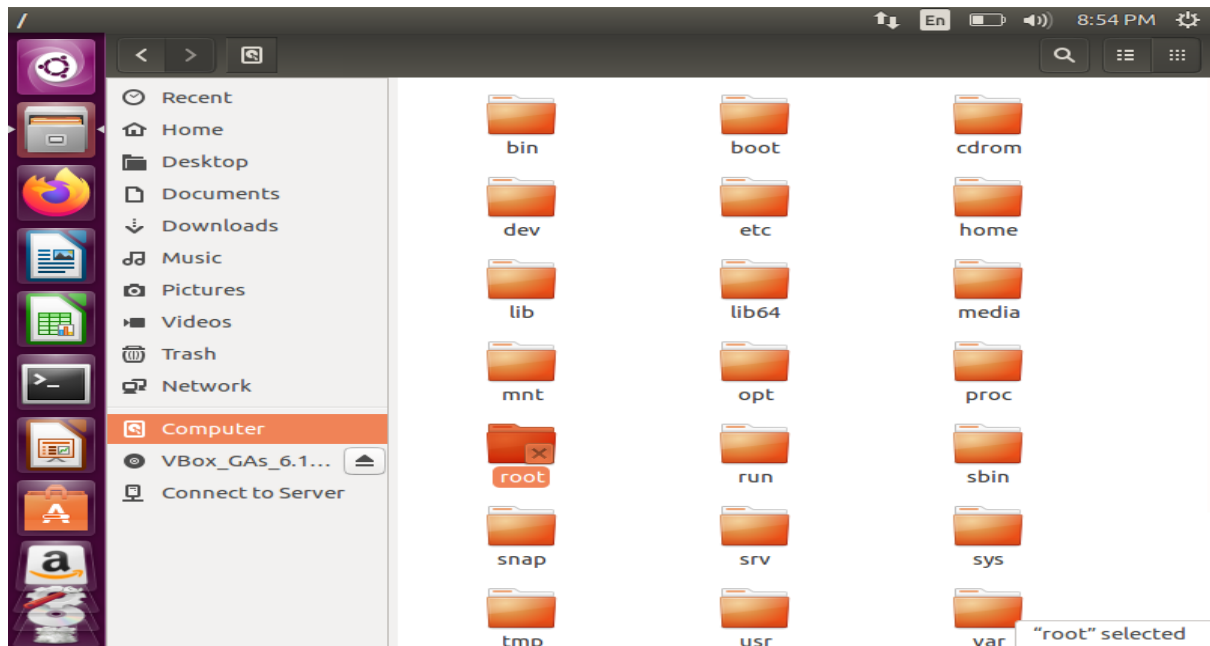 /
En
8:54 PM
Recent
Home
Desktop
Documents
Downloads
Music
Pictures
Videos
Trash
Network
Computer
VBox_GAs_6.1...
Connect to Server
bin boot cdrom
dev etc home
lib lib64 media
mnt opt proc
root run sbin
snap srv sys
tmp usr var
"root" selected
>_
A
a